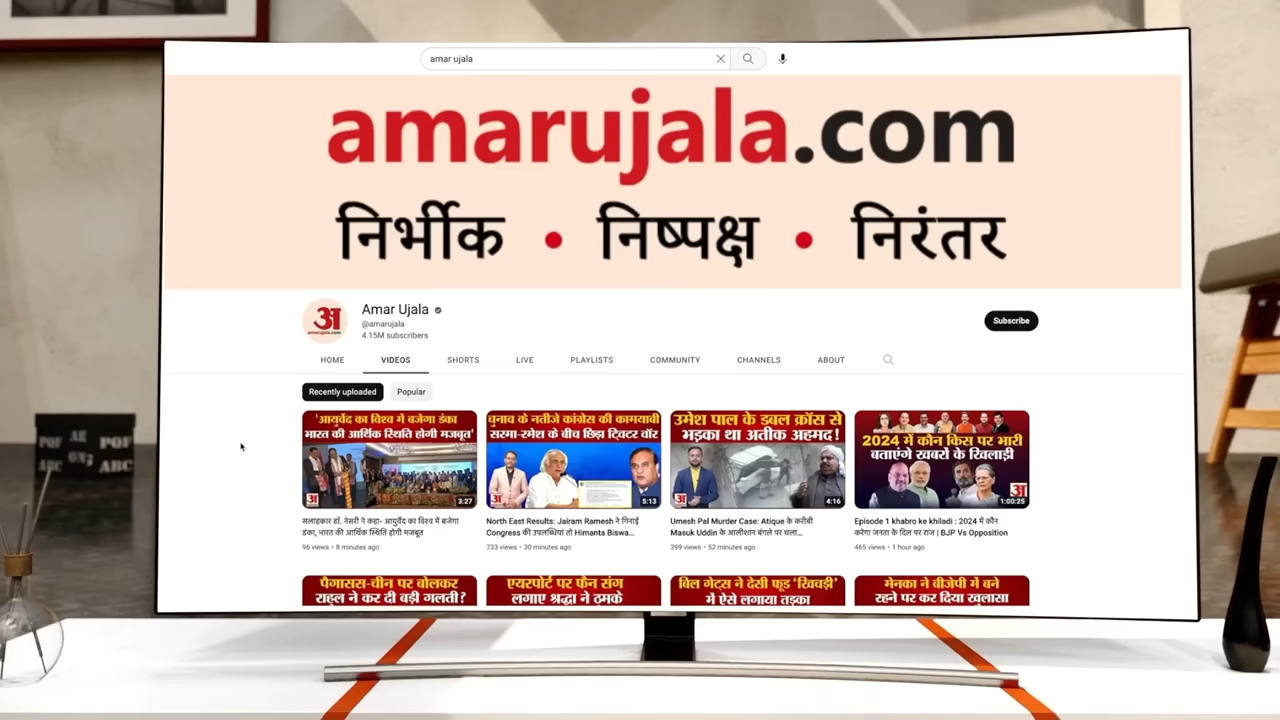 amar ujala
amarujala.com
निर्भीक • निष्पक्ष • निरंतर
अ
amarujala.com
Amar Ujala
@amarujala
4.15M subscribers
Subscribe
HOME VIDEOS SHORTS LIVE PLAYLISTS COMMUNITY CHANNELS ABOUT
Recently uploaded Popular
'आयुर्वेद का विश्व में बजेगा डंका
भारत की आर्थिक स्थिति होगी मजबूत'
अ
3:27
सलाहकार डॉ. नेसरी ने कहा- आयुर्वेद का विश्व में बजेगा
डंका, भारत की आर्थिक स्थिति होगी मजबूत
96 views • 8 minutes ago
चुनाव के नतीजे कांग्रेस की कामयाबी
सरमा-रमेश के बीच छिड़ा ट्विटर वॉर
अ
5:13
North East Results: Jairam Ramesh ने गिनाई
Congress की उपलब्धियां तो Himanta Biswa...
733 views • 30 minutes ago
उमेश पाल के डबल क्रॉस से
भड़का था अतीक अहमद!
अ
4:16
Umesh Pal Murder Case: Atique के करीबी
Masuk Uddin के आलीशान बंगले पर चला...
399 views • 52 minutes ago
2024 में कौन किस पर भारी
बताएंगे खबरों के खिलाड़ी
अ
1:00:25
Episode 1 khabro ke khiladi : 2024 में कौन
करेगा जनता के दिल पर राज | BJP Vs Opposition
465 views • 1 hour ago
पैगासस-चीन पर बोलकर
राहुल ने कर दी बड़ी गलती?
एयरपोर्ट पर फैन संग
लगाए श्रद्धा ने ठुमके
बिल गेट्स ने देसी फूड 'खिचड़ी'
में ऐसे लगाया तड़का
मेनका ने बीजेपी में बने
रहने पर कर दिया खुलासा